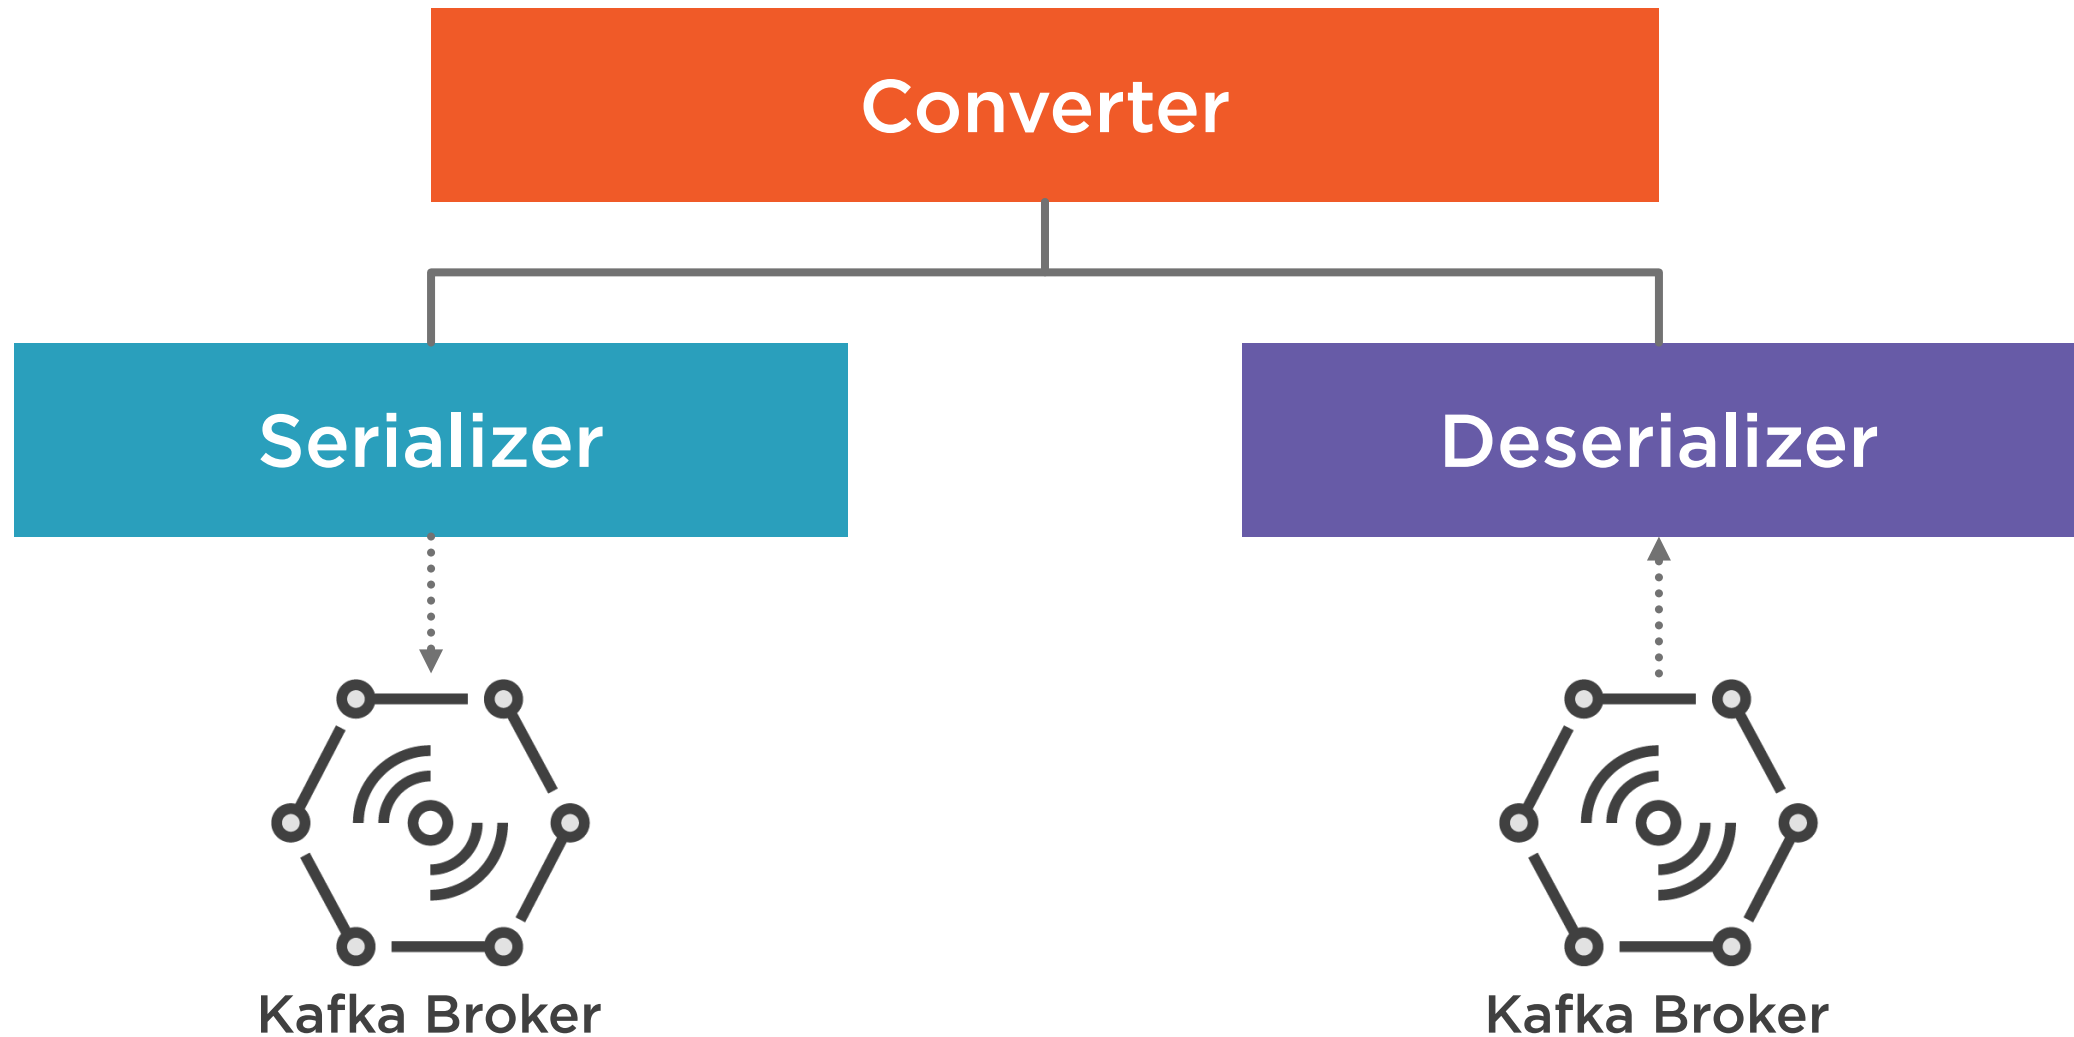 Converter
Serializer
Deserializer
Kafka Broker
Kafka Broker